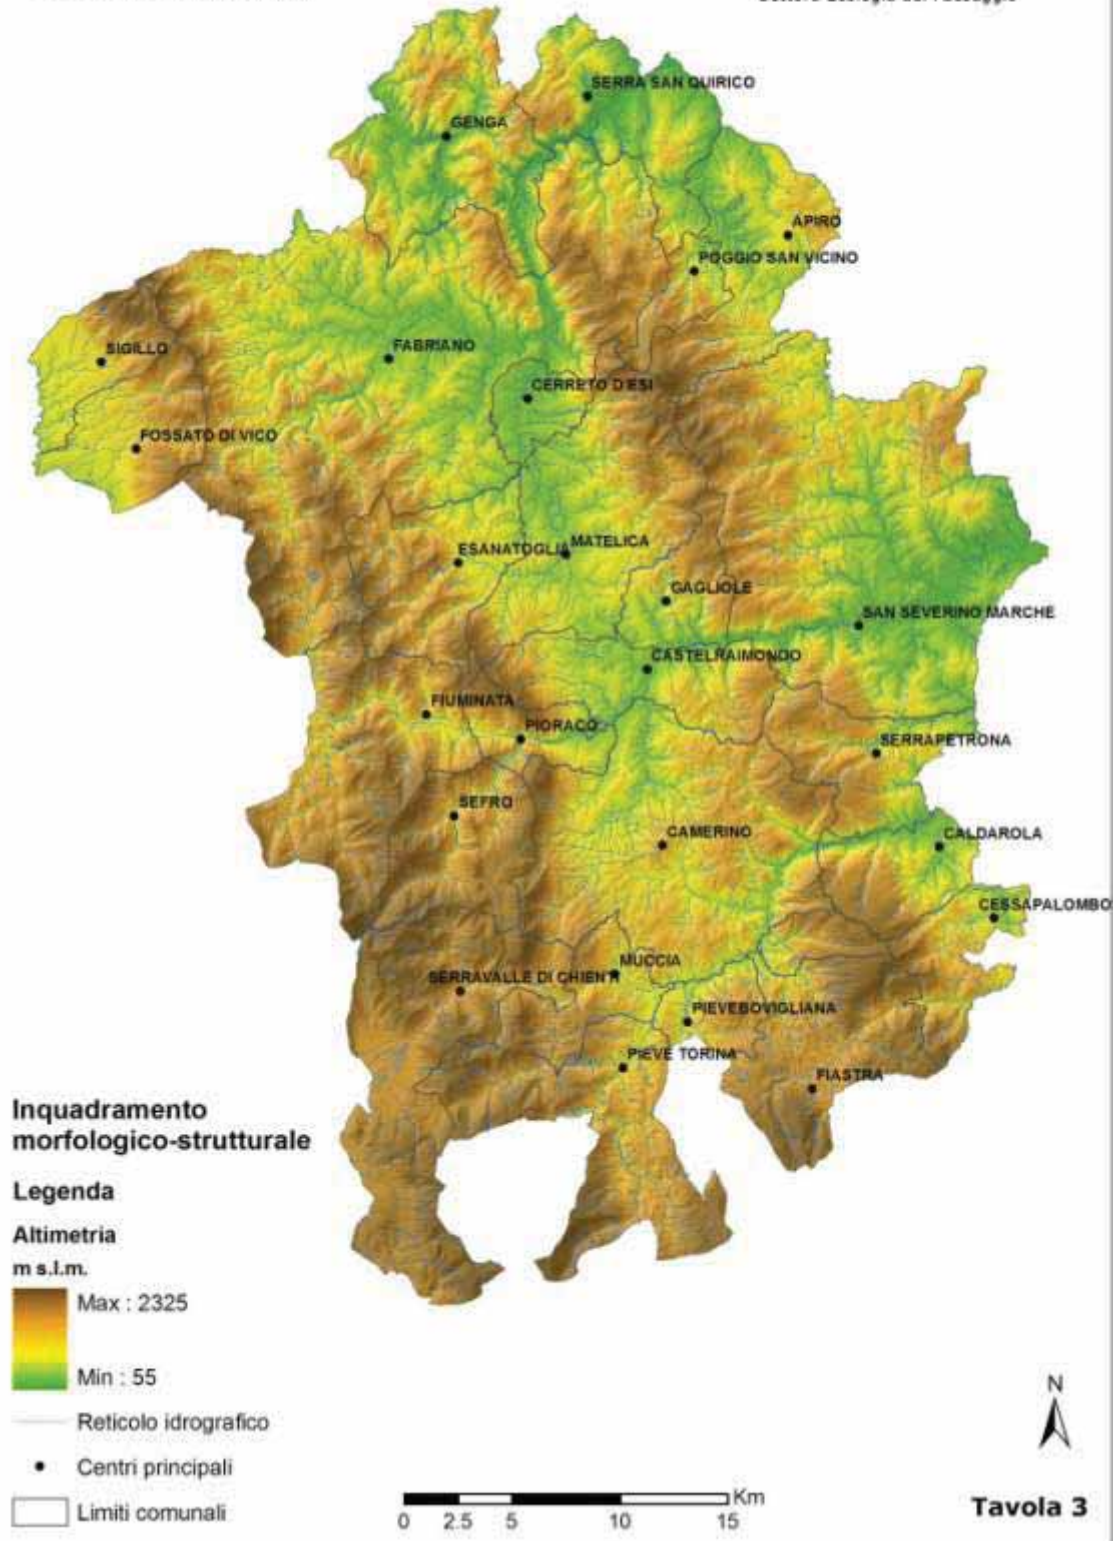 SERRA SAN QUIRICO
GENGA
APIRO
POGGIO SAN VICINO
SIGILLO
FABRIANO
CERRETO D'ESI
FOSSATO DI VICO
ESANATOGLIA
MATELICA
GAGLIOLE
SAN SEVERINO MARCHE
CASTELRAIMONDO
FIUMINATA
PIORACO
SERRAPETRONA
SEFRO
CAMERINO
CALDAROLA
CESSAPALOMBO
MUCCIA
SERRAVALLE DI CHIENTI
PIEVEBOVIGLIANA
PIEVE TORINA
FIASTRA
Inquadramento
morfologico-strutturale
Legenda
Altimetria
m s.l.m.
Max : 2325
Min : 55
Reticolo idrografico
Centri principali
Limiti comunali
N
Km
0 2.5 5 10 15
Tavola 3